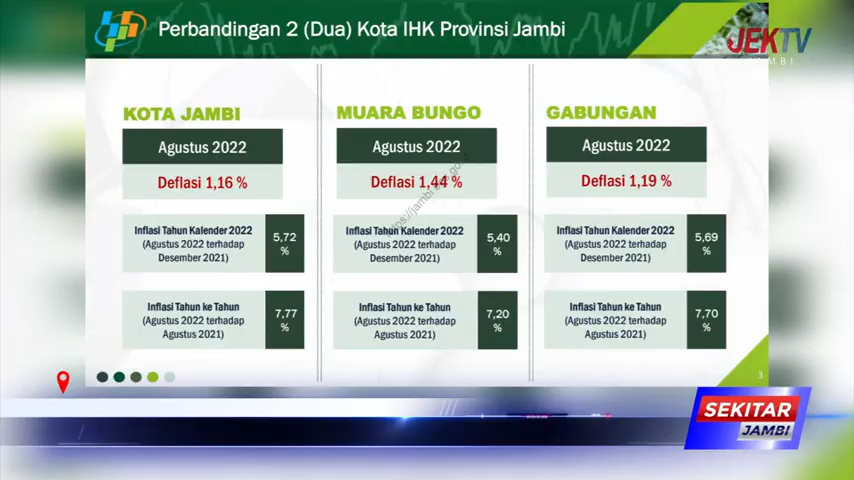 Perbandingan 2 (Dua) Kota IHK Provinsi Jambi
JEKTV
JAMBI
KOTA JAMBI
Agustus 2022
Deflasi 1,16 %
Inflasi Tahun Kalender 2022
(Agustus 2022 terhadap
Desember 2021)
5,72
%
Inflasi Tahun ke Tahun
(Agustus 2022 terhadap
Agustus 2021)
7,77
%
MUARA BUNGO
Agustus 2022
Deflasi 1,44 %
Inflasi Tahun Kalender 2022
(Agustus 2022 terhadap
Desember 2021)
5,40
%
Inflasi Tahun ke Tahun
(Agustus 2022 terhadap
Agustus 2021)
7,20
%
GABUNGAN
Agustus 2022
Deflasi 1,19 %
Inflasi Tahun Kalender 2022
(Agustus 2022 terhadap
Desember 2021)
5,69
%
Inflasi Tahun ke Tahun
(Agustus 2022 terhadap
Agustus 2021)
7,70
%
3
SEKITAR
JAMBI